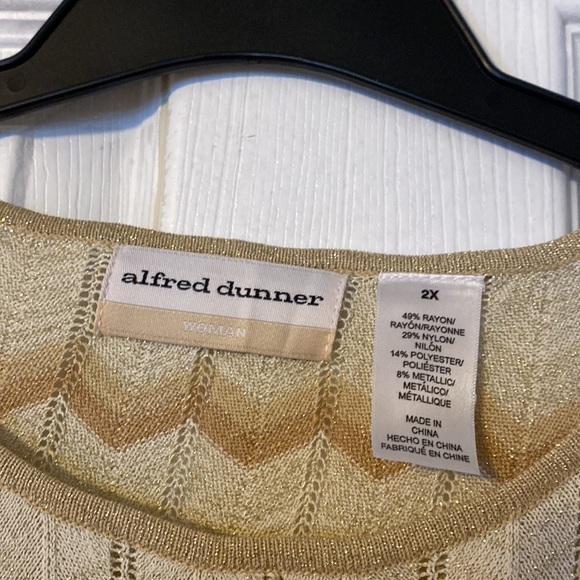 alfred dunner
WOMAN
2X
49% RAYON/
RAYÓN/RAYONNE
29% NYLON/
NILÓN
14% POLYESTER/
POLIÉSTER
8% METALLIC/
METÁLICO/
MÉTALLIQUE
MADE IN
CHINA
HECHO EN CHINA
FABRIQUÉ EN CHINE